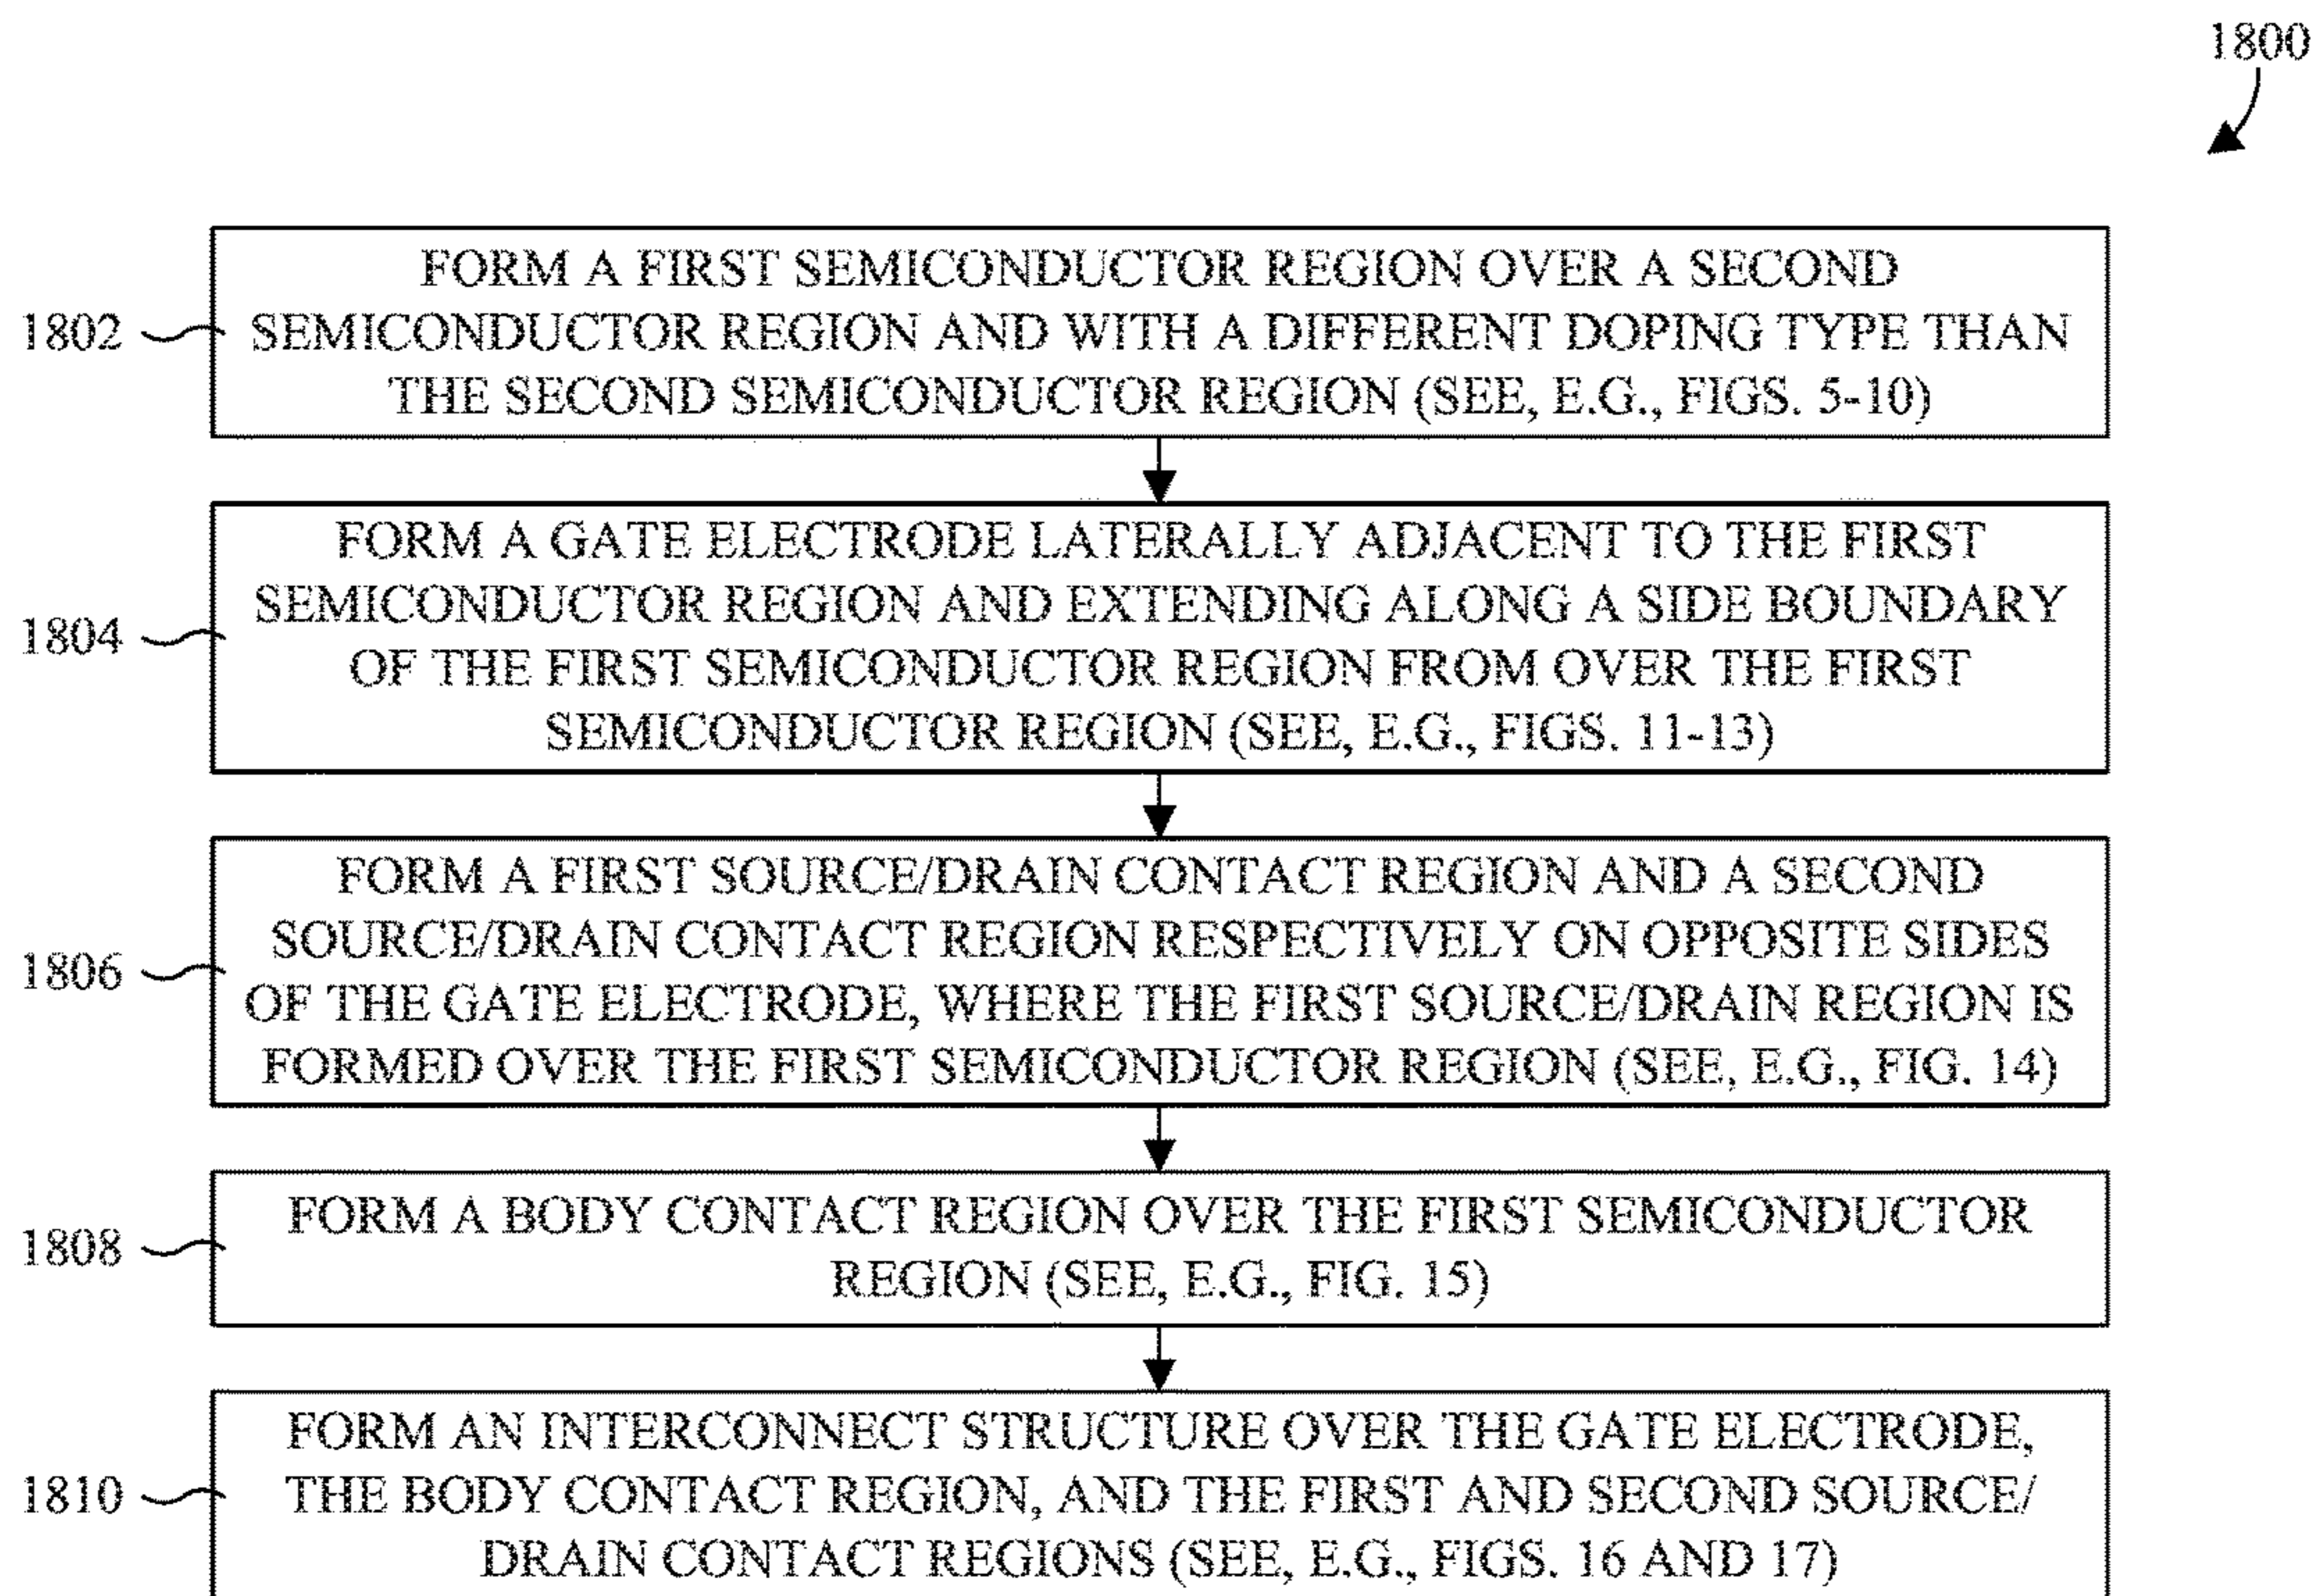 1800
FORM A FIRST SEMICONDUCTOR REGION OVER A SECOND
1802
SEMICONDUCTOR REGION AND WITH A DIFFERENT DOPING TYPE THAN
THE SECOND SEMICONDUCTOR REGION (SEE, E.G., FIGS. 5-10)
FORM A GATE ELECTRODE LATERALLY ADJACENT TO THE FIRST
SEMICONDUCTOR REGION AND EXTENDING ALONG A SIDE BOUNDARY
1804
OF THE FIRST SEMICONDUCTOR REGION FROM OVER THE FIRST
SEMICONDUCTOR REGION (SEE, E.G., FIGS. 11-13)
FORM A FIRST SOURCE/DRAIN CONTACT REGION AND A SECOND
SOURCE/DRAIN CONTACT REGION RESPECTIVELY ON OPPOSITE SIDES
1806
OF THE GATE ELECTRODE, WHERE THE FIRST SOURCE/DRAIN REGION IS
FORMED OVER THE FIRST SEMICONDUCTOR REGION (SEE, E.G., FIG. 14)
FORM A BODY CONTACT REGION OVER THE FIRST SEMICONDUCTOR
1808
REGION (SEE, E.G., FIG. 15)
FORM AN INTERCONNECT STRUCTURE OVER THE GATE ELECTRODE,
1810
THE BODY CONTACT REGION, AND THE FIRST AND SECOND SOURCE/
DRAIN CONTACT REGIONS (SEE, E.G., FIGS. 16 AND 17)